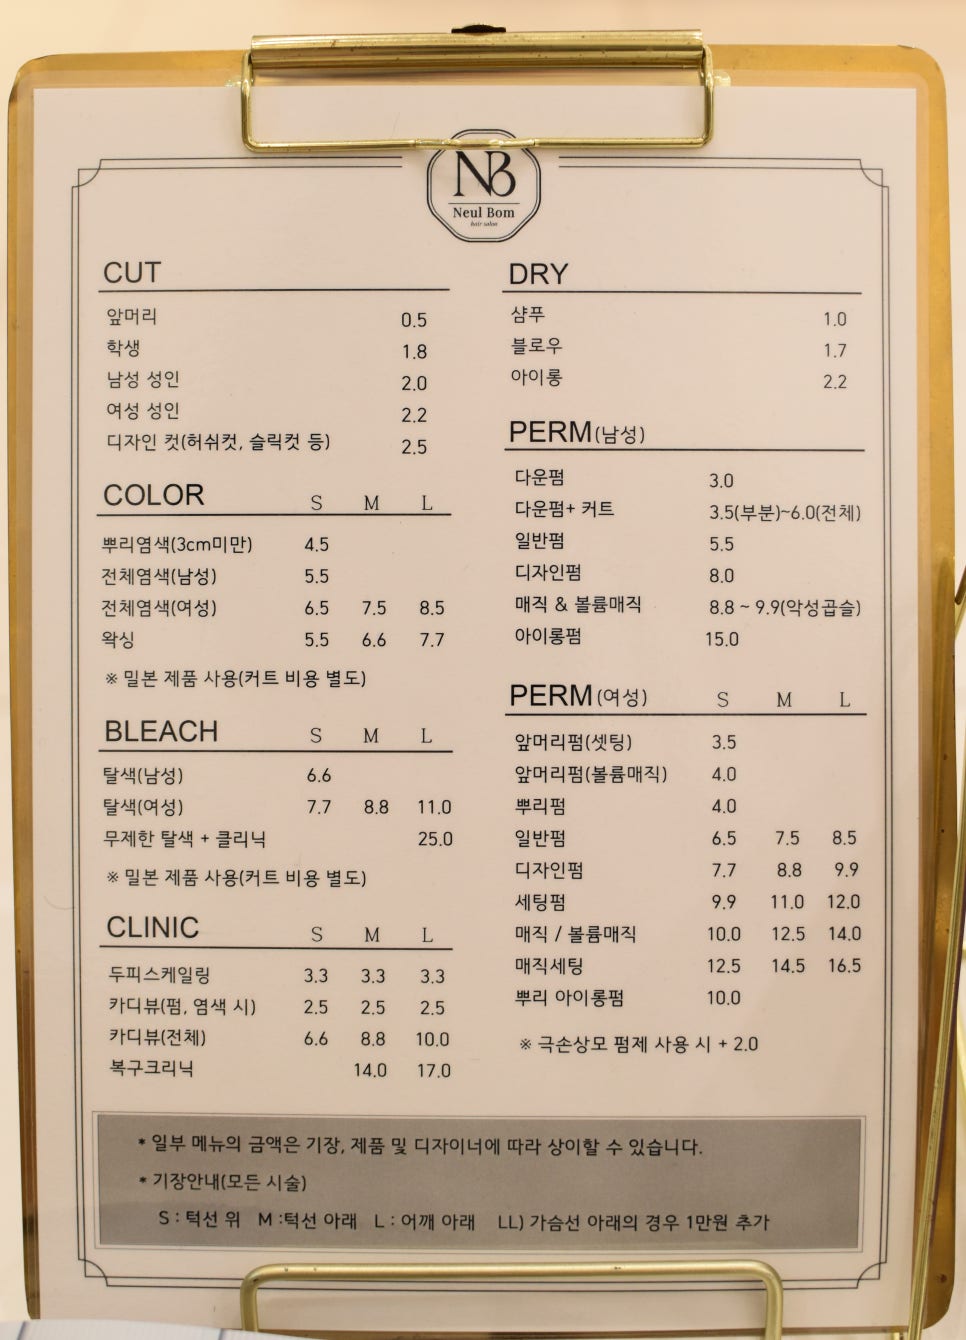 NB
Neul Bom
hair salon
CUT
앞머리 0.5
학생 1.8
남성 성인 2.0
여성 성인 2.2
디자인 컷(허쉬컷, 슬릭컷 등) 2.5
COLOR S M L
뿌리염색(3cm미만) 4.5
전체염색(남성) 5.5
전체염색(여성) 6.5 7.5 8.5
왁싱 5.5 6.6 7.7
※ 밀본 제품 사용(커트 비용 별도)
BLEACH S M L
탈색(남성) 6.6
탈색(여성) 7.7 8.8 11.0
무제한 탈색 + 클리닉 25.0
※ 밀본 제품 사용(커트 비용 별도)
CLINIC S M L
두피스케일링 3.3 3.3 3.3
카디뷰(펌, 염색 시) 2.5 2.5 2.5
카디뷰(전체) 6.6 8.8 10.0
복구크리닉 14.0 17.0
DRY
샴푸 1.0
블로우 1.7
아이롱 2.2
PERM(남성)
다운펌 3.0
다운펌+ 커트 3.5(부분)~6.0(전체)
일반펌 5.5
디자인펌 8.0
매직 & 볼륨매직 8.8 ~ 9.9(악성곱슬)
아이롱펌 15.0
PERM(여성) S M L
앞머리펌(셋팅) 3.5
앞머리펌(볼륨매직) 4.0
뿌리펌 4.0
일반펌 6.5 7.5 8.5
디자인펌 7.7 8.8 9.9
세팅펌 9.9 11.0 12.0
매직 / 볼륨매직 10.0 12.5 14.0
매직세팅 12.5 14.5 16.5
뿌리 아이롱펌 10.0
※ 극손상모 펌제 사용 시 + 2.0
* 일부 메뉴의 금액은 기장, 제품 및 디자이너에 따라 상이할 수 있습니다.
* 기장안내(모든 시술)
S : 턱선 위 M :턱선 아래 L : 어깨 아래 LL) 가슴선 아래의 경우 1만원 추가